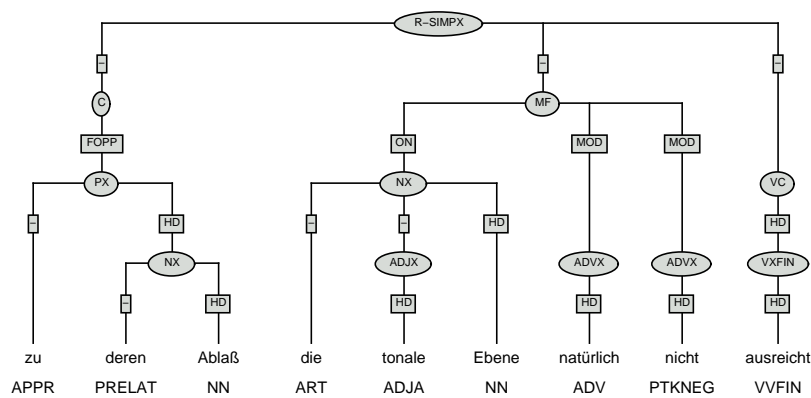 R−SIMPX
− − −
C MF
FOPP ON MOD MOD
PX NX VC
− HD − − HD HD
NX ADJX ADVX ADVX VXFIN
− HD HD HD HD HD
zu deren Ablaß die tonale Ebene natürlich nicht ausreicht
APPR PRELAT NN ART ADJA NN ADV PTKNEG VVFIN